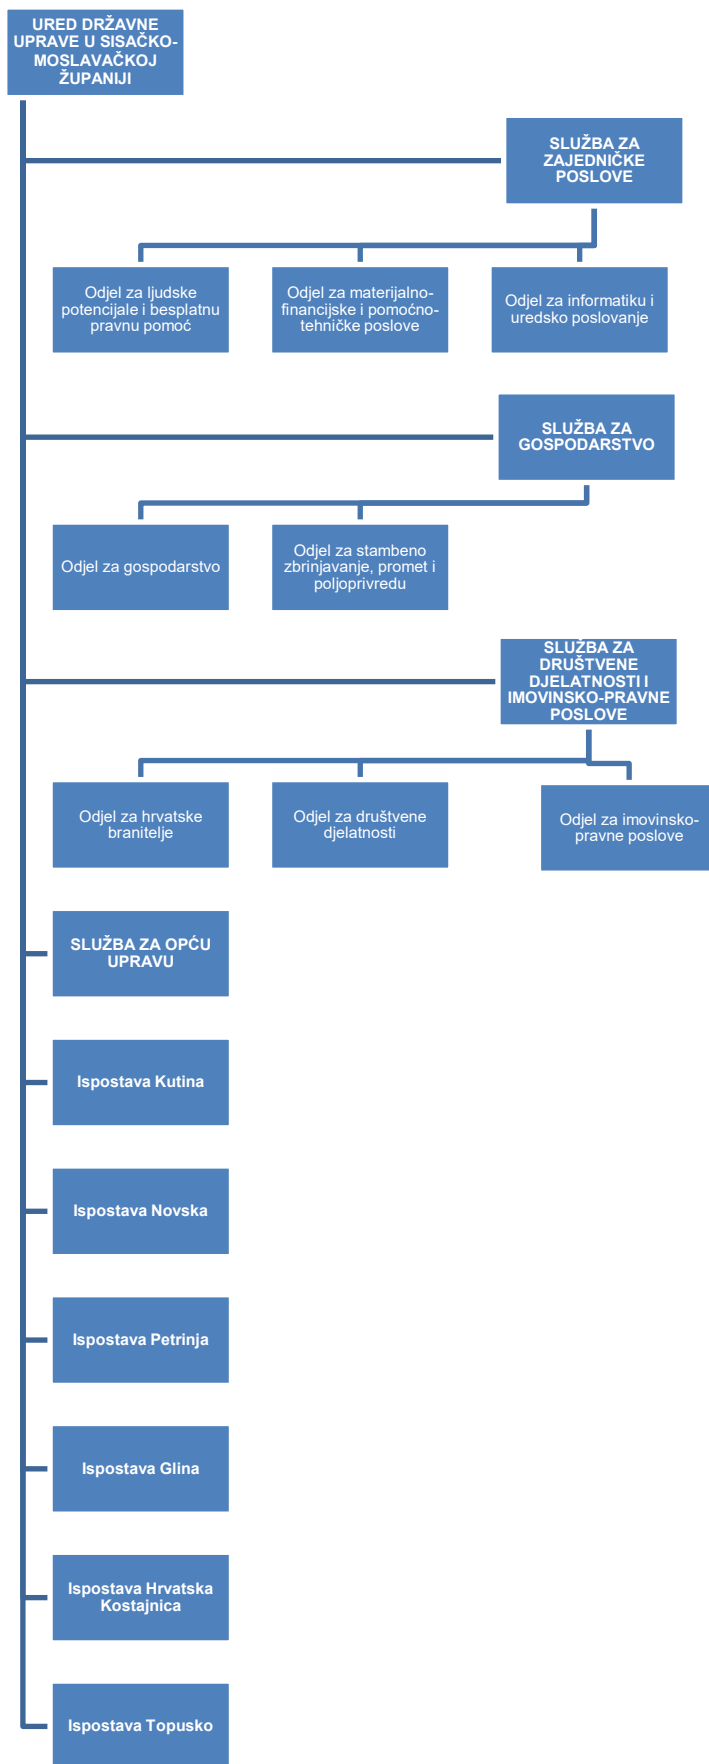 URED DRŽAVNE
UPRAVE U SISAČKO-
MOSLAVAČKOJ
ŽUPANIJI
SLUŽBA ZA
ZAJEDNIČKE
POSLOVE
Odjel za ljudske
potencijale i besplatnu
pravnu pomoć
Odjel za materijalno-
financijske i pomoćno-
tehničke poslove
Odjel za informatiku i
uredsko poslovanje
SLUŽBA ZA
GOSPODARSTVO
Odjel za gospodarstvo
Odjel za stambeno
zbrinjavanje, promet i
poljoprivredu
SLUŽBA ZA
DRUŠTVENE
DJELATNOSTI I
IMOVINSKO-PRAVNE
POSLOVE
Odjel za hrvatske
branitelje
Odjel za društvene
djelatnosti
Odjel za imovinsko-
pravne poslove
SLUŽBA ZA OPĆU
UPRAVU
Ispostava Kutina
Ispostava Novska
Ispostava Petrinja
Ispostava Glina
Ispostava Hrvatska
Kostajnica
Ispostava Topusko